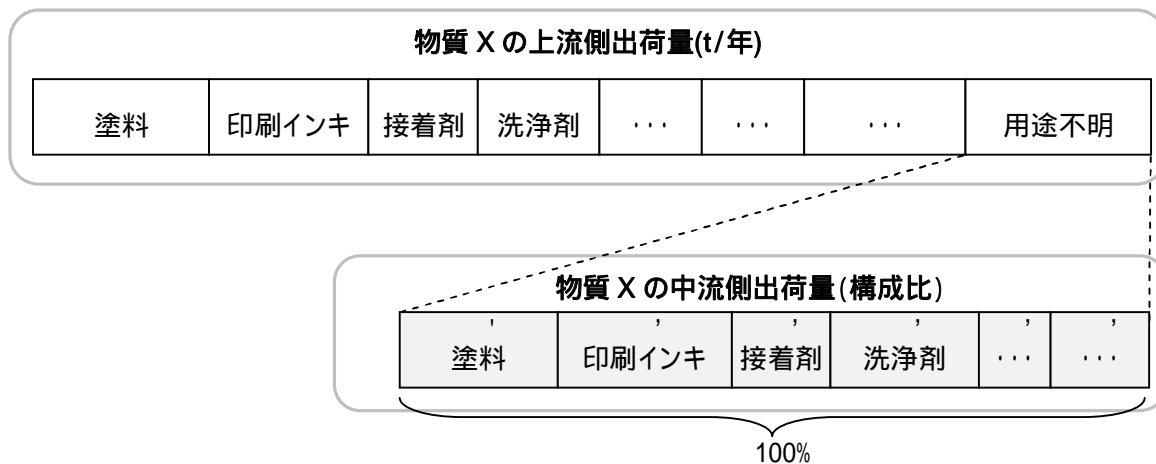 物質 X の上流側出荷量(t/年)
塗料 印刷インキ 接着剤 洗浄剤 ･･･ ･･･ ･･･ 用途不明
物質 X の中流側出荷量(構成比)
, , , , , ,
塗料 印刷インキ 接着剤 洗浄剤 ･･･ ･･･
100%